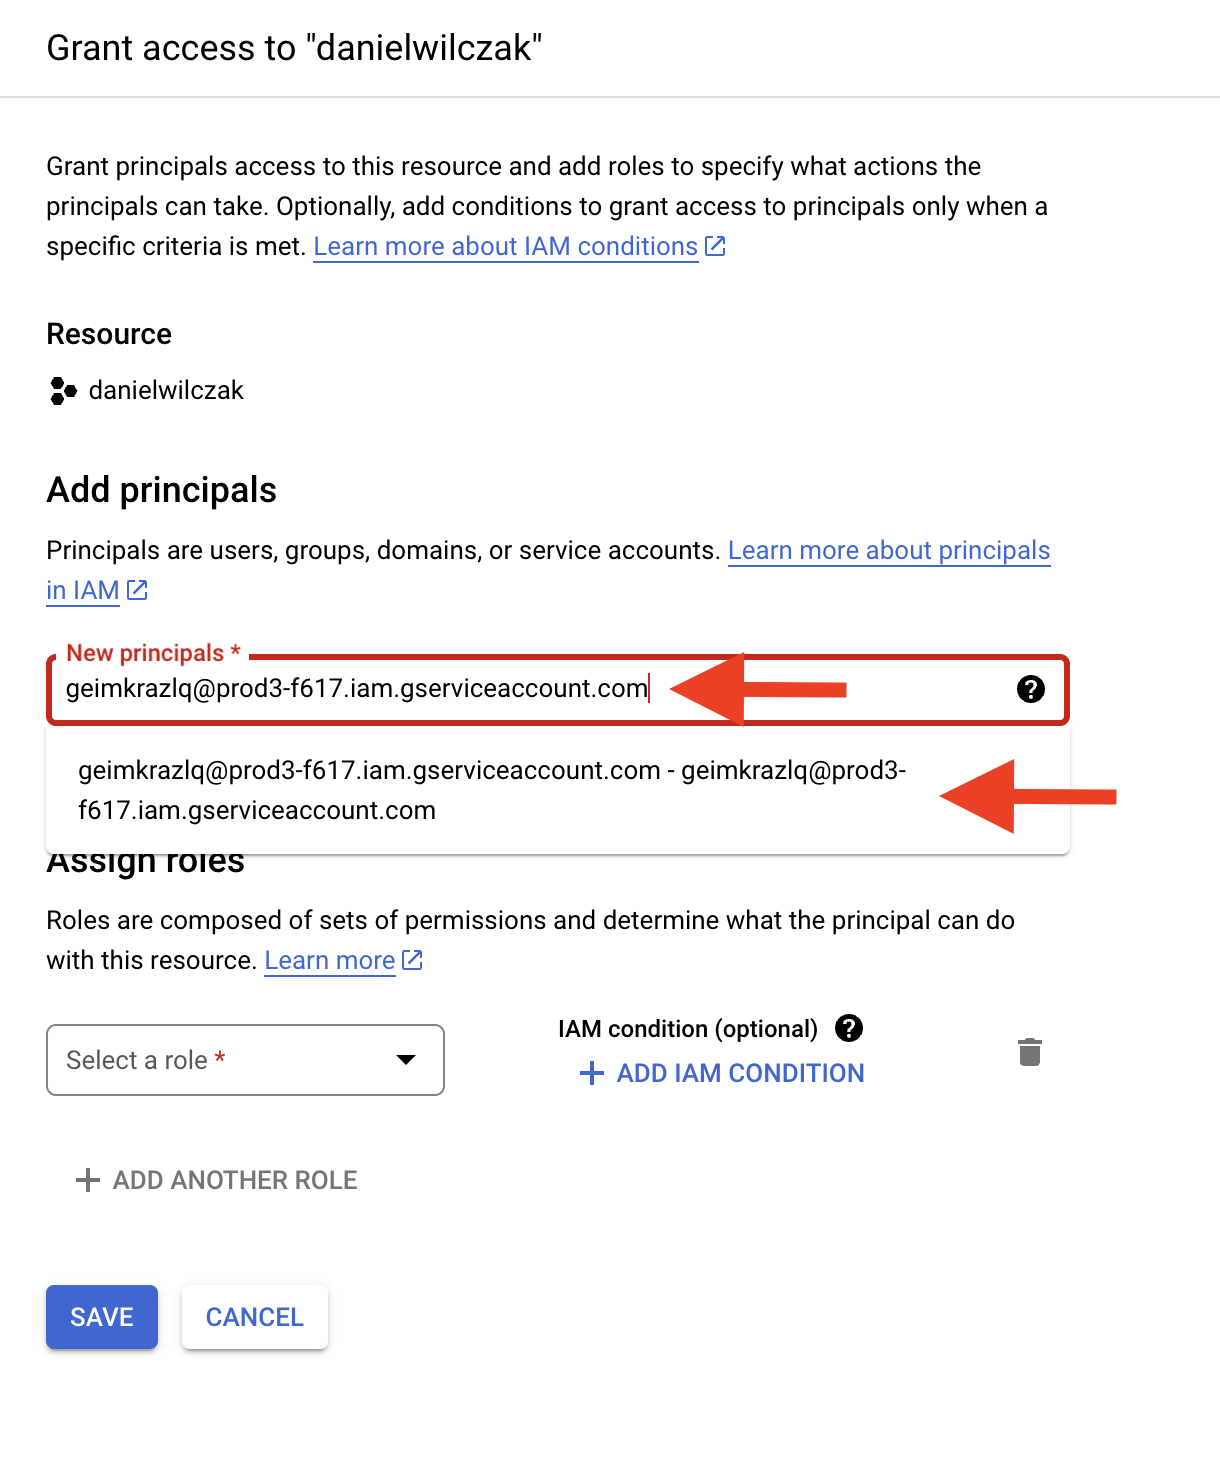 Grant access to "danielwilczak"
Grant principals access to this resource and add roles to specify what actions the
principals can take. Optionally, add conditions to grant access to principals only when a
specific criteria is met. Learn more about IAM conditions
Resource
danielwilczak
Add principals
Principals are users, groups, domains, or service accounts. Learn more about principals
in IAM
New principals *
geimkrazlq@prod3-f617.iam.gserviceaccount.com
geimkrazlq@prod3-f617.iam.gserviceaccount.com - geimkrazlq@prod3-
f617.iam.gserviceaccount.com
Assign roles
Roles are composed of sets of permissions and determine what the principal can do
with this resource. Learn more
IAM condition (optional)
Select a role *
ADD IAM CONDITION
ADD ANOTHER ROLE
SAVE CANCEL